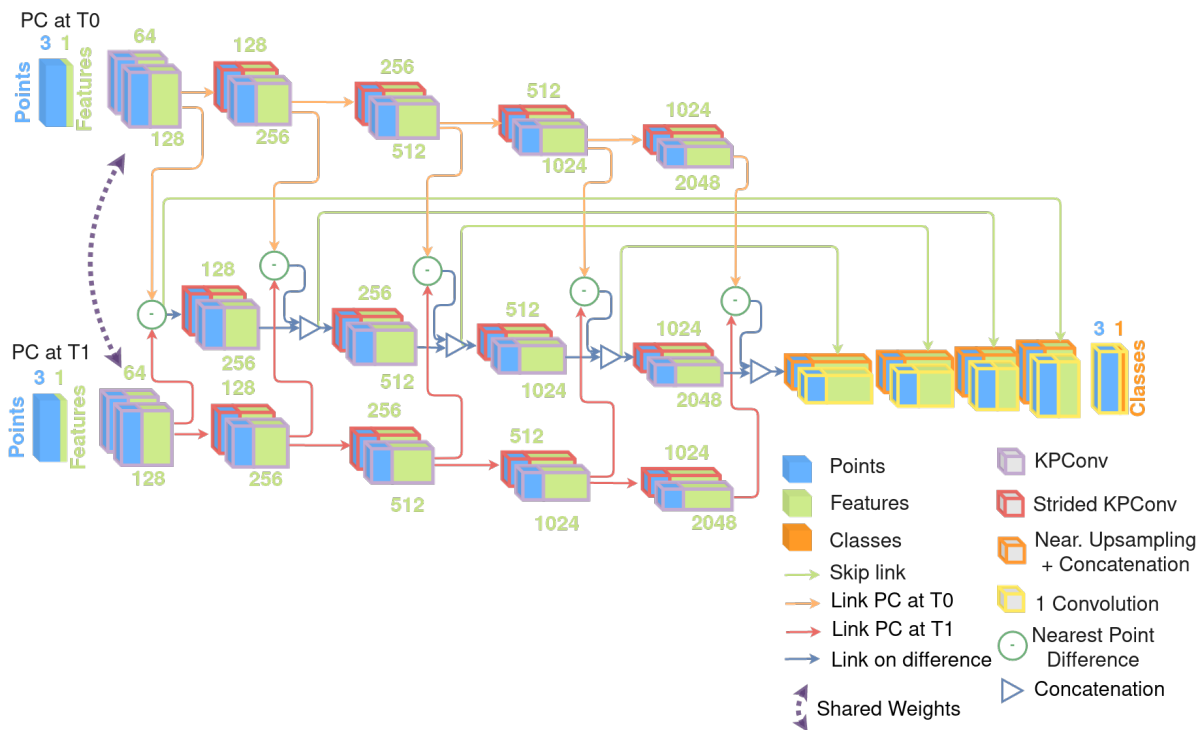 PC at T0
3 1
Points
Features
64
128
128
256
256
512
512
1024
1024
2048
-
-
-
-
-
128
256
256
512
512
1024
1024
2048
3 1
Classes
PC at T1
3 1
Points
Features
64
128
128
256
256
512
512
1024
1024
2048
Points
Features
Classes
Skip link
Link PC at T0
Link PC at T1
Link on difference
Shared Weights
KPConv
Strided KPConv
Near. Upsampling
+ Concatenation
1 Convolution
-
Nearest Point
Difference
Concatenation